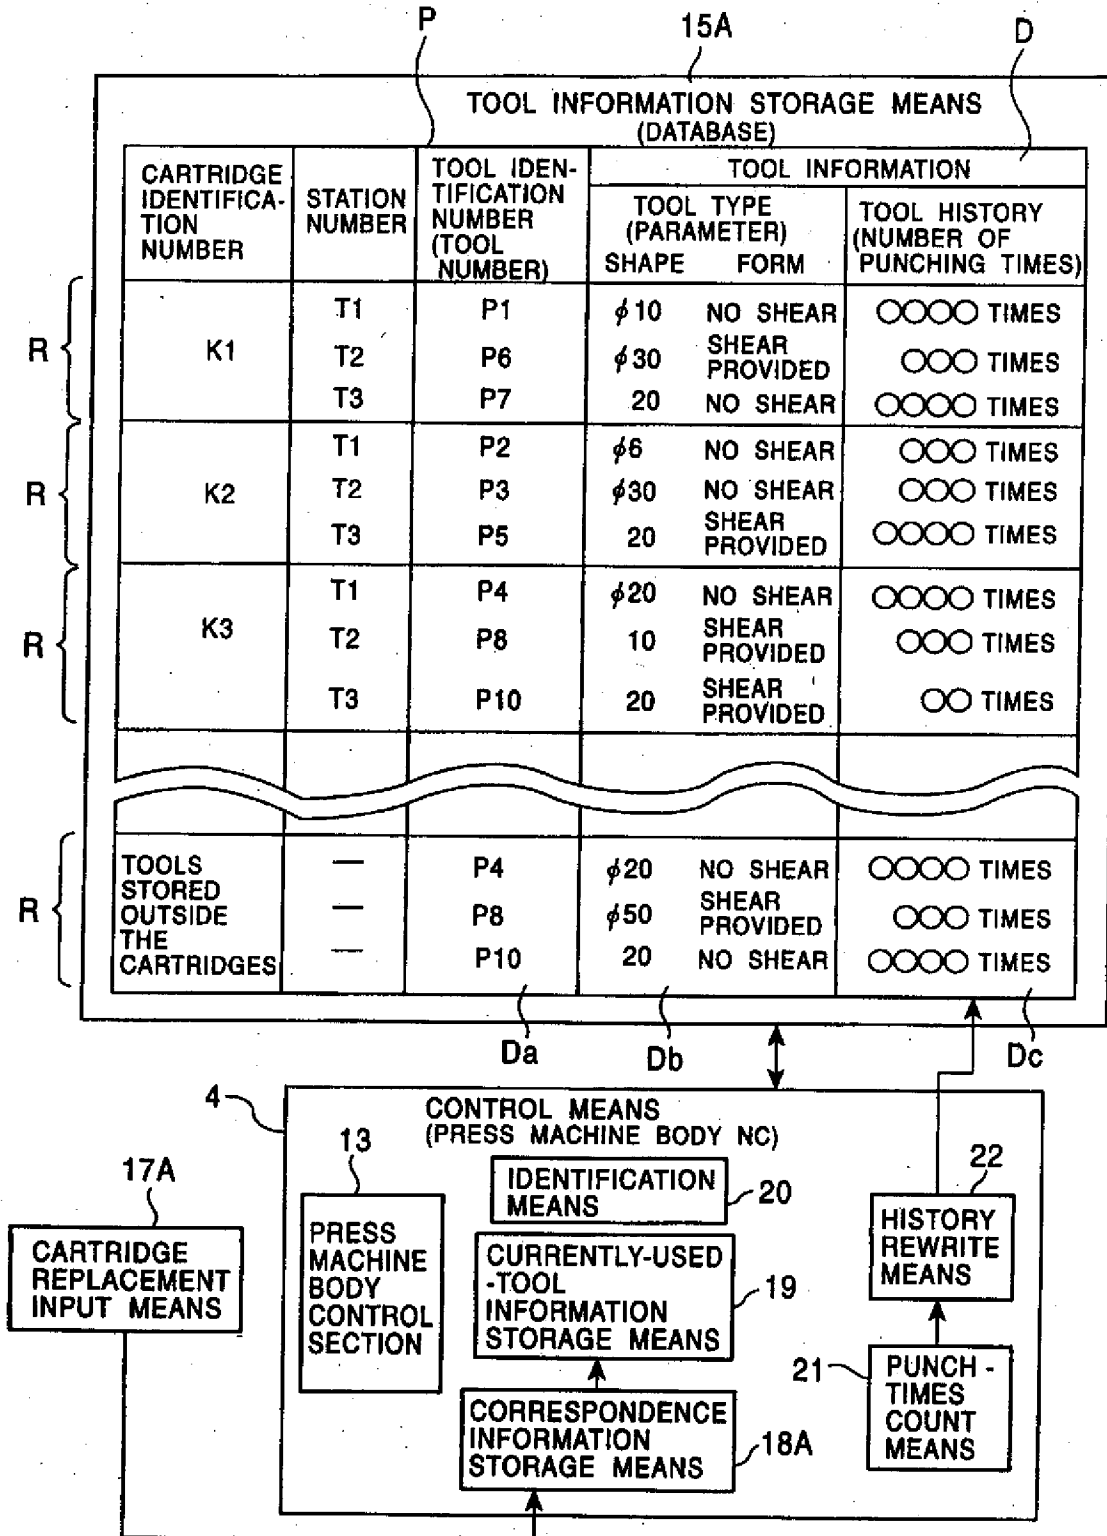 P
15A
D
TOOL INFORMATION STORAGE MEANS
(DATABASE)
CARTRIDGE
IDENTIFICA-
TION
NUMBER
STATION
NUMBER
TOOL IDEN-
TIFICATION
NUMBER
(TOOL
NUMBER)
TOOL INFORMATION
TOOL TYPE
(PARAMETER)
SHAPE FORM
TOOL HISTORY
(NUMBER OF
PUNCHING TIMES)
R
K1
T1 P1 ϕ10 NO SHEAR ○○○○ TIMES
T2 P6 ϕ30 SHEAR PROVIDED ○○○ TIMES
T3 P7 20 NO SHEAR ○○○○ TIMES
R
K2
T1 P2 ϕ6 NO SHEAR ○○○ TIMES
T2 P3 ϕ30 NO SHEAR ○○○ TIMES
T3 P5 20 SHEAR PROVIDED ○○○○ TIMES
R
K3
T1 P4 ϕ20 NO SHEAR ○○○○ TIMES
T2 P8 10 SHEAR PROVIDED ○○○ TIMES
T3 P10 20 SHEAR PROVIDED ○○ TIMES
R
TOOLS
STORED
OUTSIDE
THE
CARTRIDGES
— P4 ϕ20 NO SHEAR ○○○○ TIMES
— P8 ϕ50 SHEAR PROVIDED ○○○ TIMES
— P10 20 NO SHEAR ○○○○ TIMES
Da
Db
Dc
4
CONTROL MEANS
(PRESS MACHINE BODY NC)
13
PRESS
MACHINE
BODY
CONTROL
SECTION
IDENTIFICATION
MEANS
20
CURRENTLY-USED
-TOOL
INFORMATION
STORAGE MEANS
19
CORRESPONDENCE
INFORMATION
STORAGE MEANS
18A
22
HISTORY
REWRITE
MEANS
21
PUNCH-
TIMES
COUNT
MEANS
17A
CARTRIDGE
REPLACEMENT
INPUT MEANS